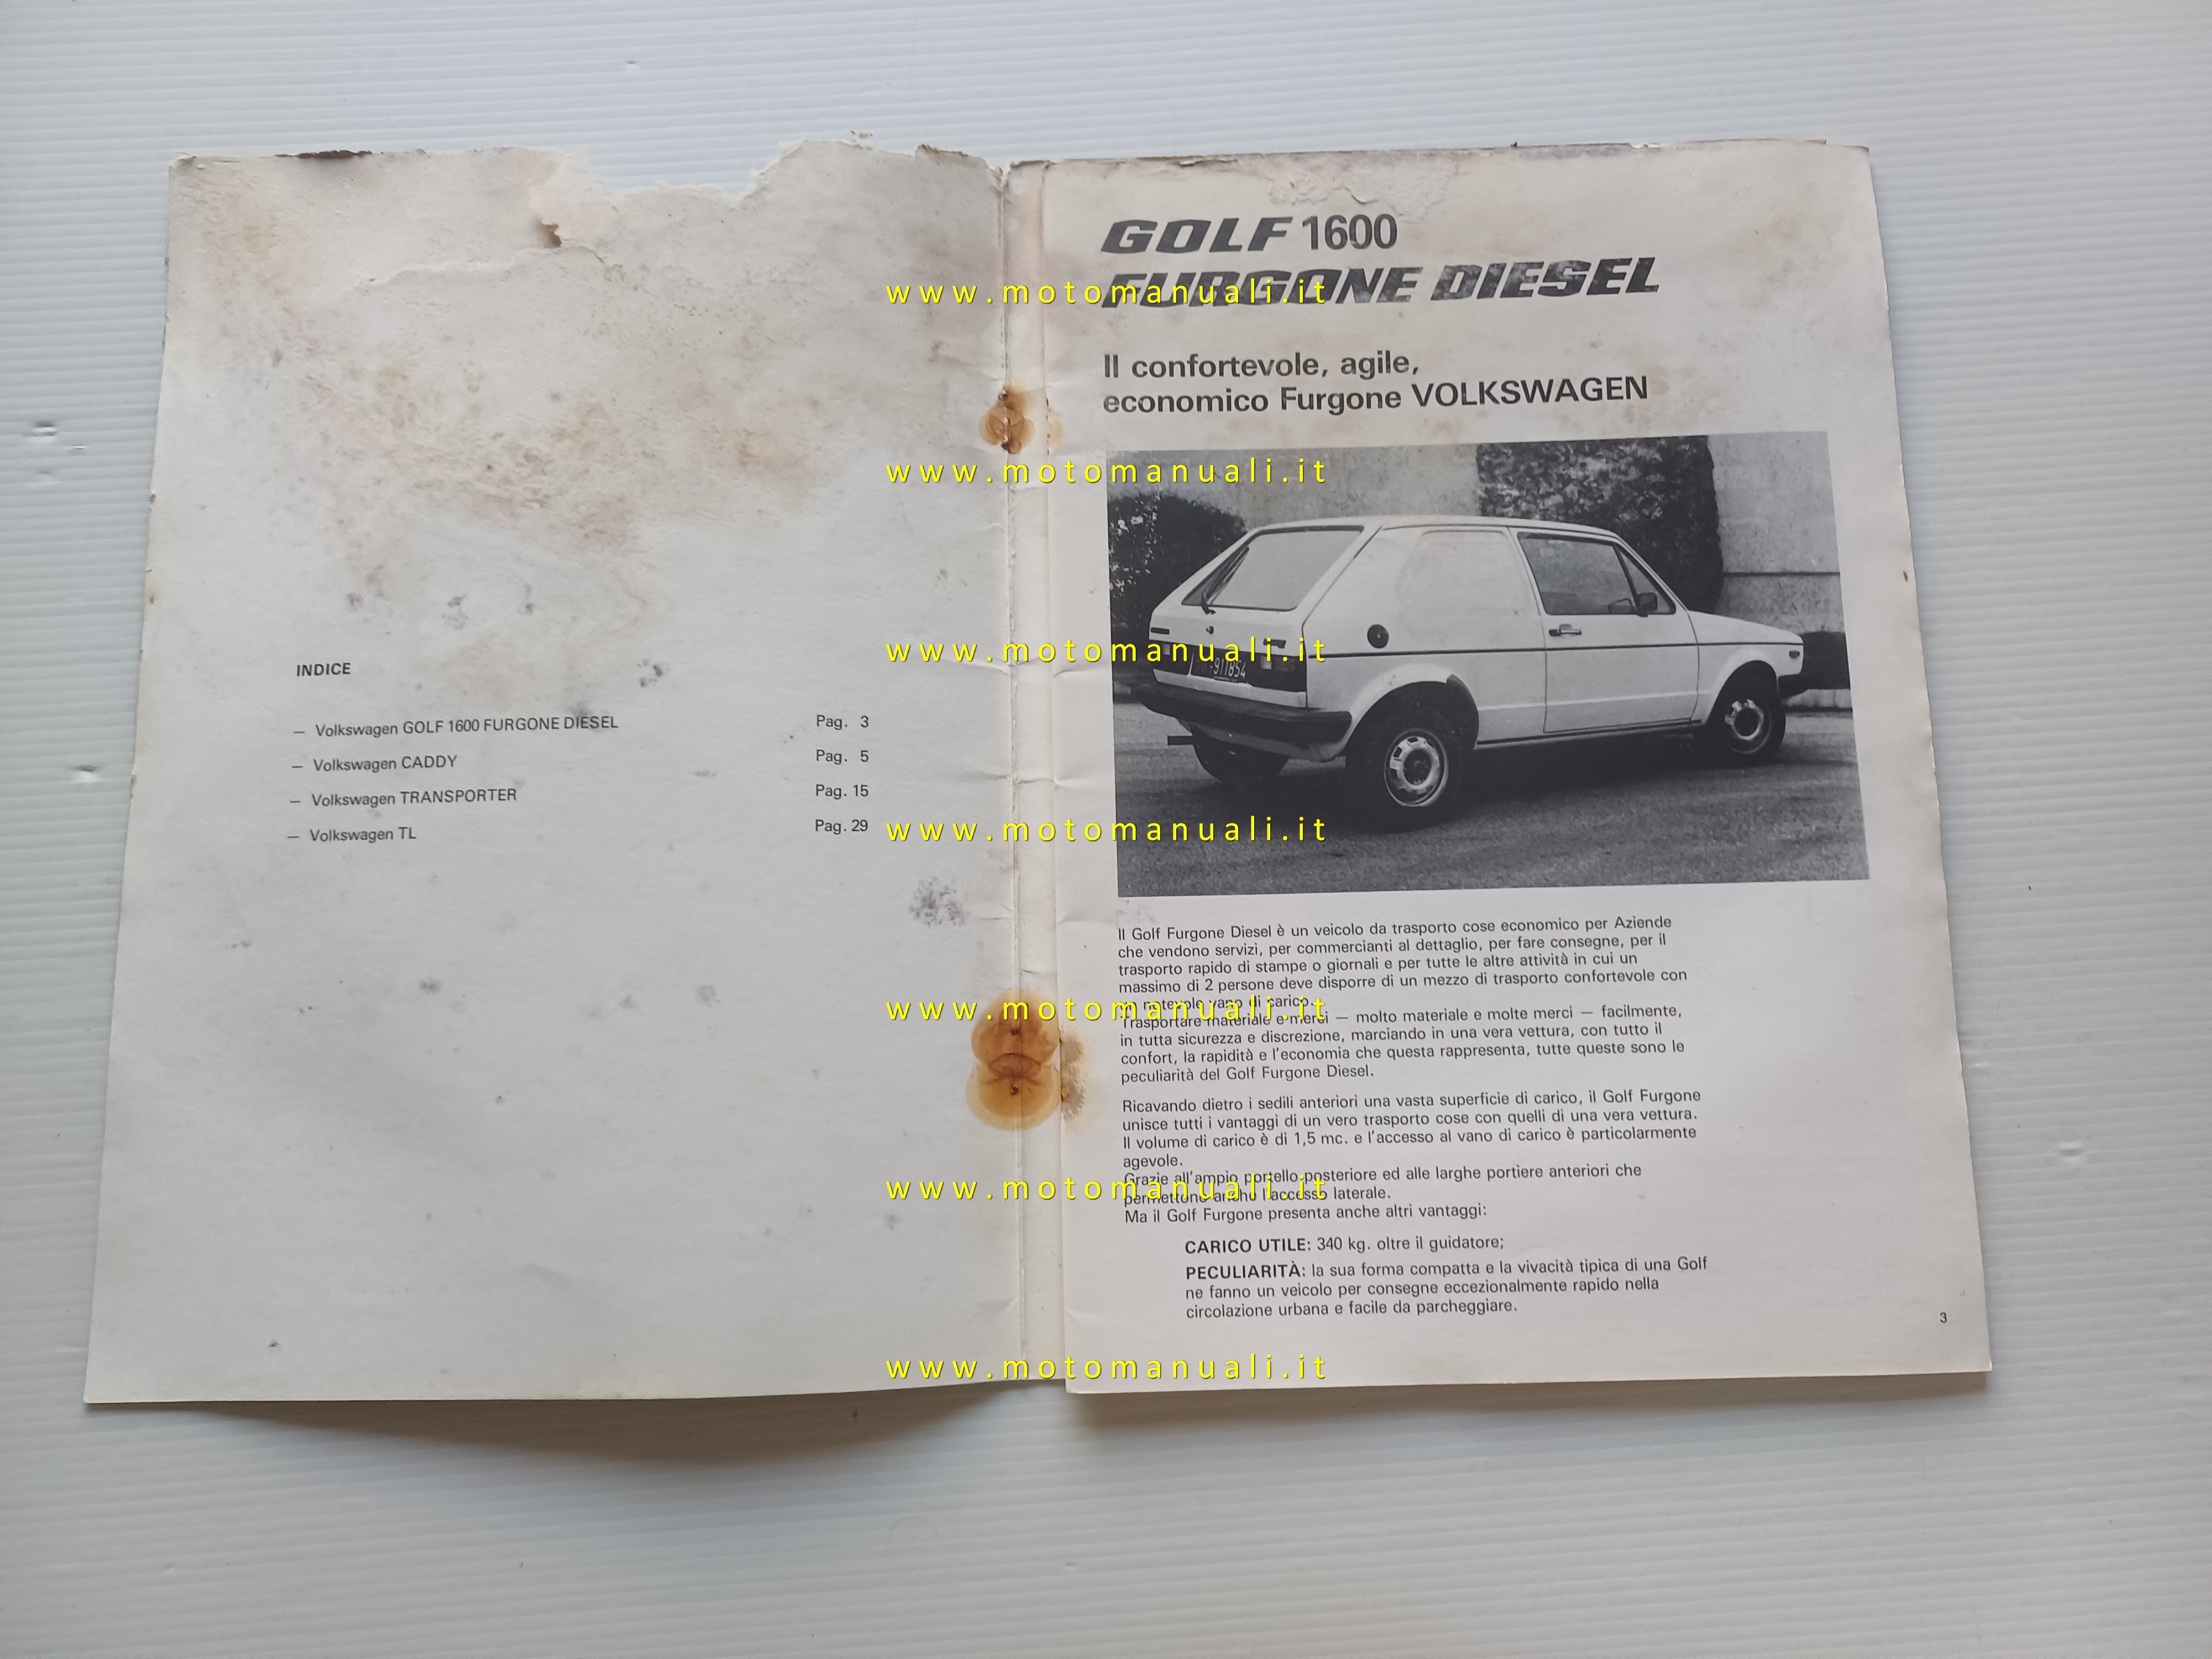 INDICE
— Volkswagen GOLF 1600 FURGONE DIESEL Pag. 3
— Volkswagen CADDY Pag. 5
— Volkswagen TRANSPORTER Pag. 15
— Volkswagen TL Pag. 29
GOLF 1600
FURGONE DIESEL
Il confortevole, agile,
economico Furgone VOLKSWAGEN
911854
Il Golf Furgone Diesel è un veicolo da trasporto cose economico per Aziende
che vendono servizi, per commercianti al dettaglio, per fare consegne, per il
trasporto rapido di stampe o giornali e per tutte le altre attività in cui un
massimo di 2 persone deve disporre di un mezzo di trasporto confortevole con
un notevole vano di carico.
Trasportare materiale e merci — molto materiale e molte merci — facilmente,
in tutta sicurezza e discrezione, marciando in una vera vettura, con tutto il
confort, la rapidità e l'economia che questa rappresenta, tutte queste sono le
peculiarità del Golf Furgone Diesel.
Ricavando dietro i sedili anteriori una vasta superficie di carico, il Golf Furgone
unisce tutti i vantaggi di un vero trasporto cose con quelli di una vera vettura.
Il volume di carico è di 1,5 mc. e l'accesso al vano di carico è particolarmente
agevole.
Grazie all'ampio portello posteriore ed alle larghe portiere anteriori che
permettono anche l'accesso laterale.
Ma il Golf Furgone presenta anche altri vantaggi:
CARICO UTILE: 340 kg. oltre il guidatore;
PECULIARITÀ: la sua forma compatta e la vivacità tipica di una Golf
ne fanno un veicolo per consegne eccezionalmente rapido nella
circolazione urbana e facile da parcheggiare.
3
www.motomanuali.it
www.motomanuali.it
www.motomanuali.it
www.motomanuali.it
www.motomanuali.it
www.motomanuali.it
www.motomanuali.it